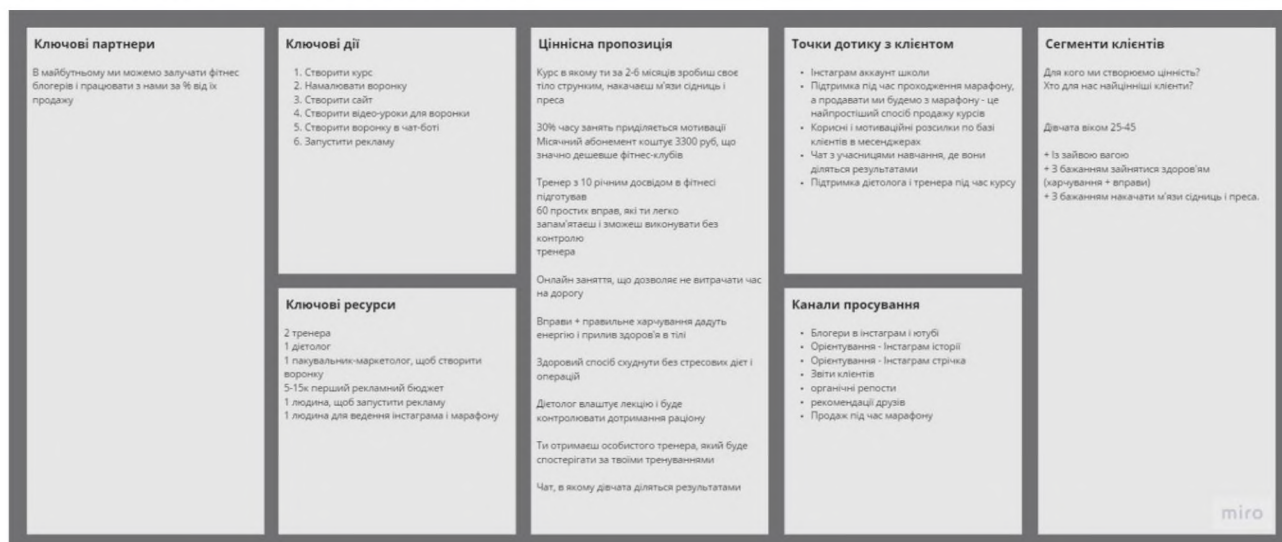 Ключові партнери
В майбутньому ми можемо залучати фітнес
блогерів і працювати з нами за % від їх
продажу
Ключові дії
1. Створити курс
2. Намалювати воронку
3. Створити сайт
4. Створити відео-уроки для воронки
5. Створити воронку в чат-боті
6. Запустити рекламу
Ключові ресурси
2 тренера
1 дієтолог
1 пакувальник-маркетолог, щоб створити
воронку
5-15к перший рекламний бюджет
1 людина, щоб запустити рекламу
1 людина для ведення інстаграма і марафону
Ціннісна пропозиція
Курс в якому ти за 2-6 місяців зробиш своє
тіло струнким, накачаєш м'язи сідниць і
преса
30% часу занять приділяється мотивації
Місячний абонемент коштує 3300 руб, що
значно дешевше фітнес-клубів
Тренер з 10 річним досвідом в фітнесі
підготував
60 простих вправ, які ти легко
запам'ятаєш і зможеш виконувати без
контролю
тренера
Онлайн заняття, що дозволяє не витрачати час
на дорогу
Вправи + правильне харчування дадуть
енергію і прилив здоров'я в тілі
Здоровий спосіб схуднути без стресових дієт і
операцій
Дієтолог влаштує лекцію і буде
контролювати дотримання раціону
Ти отримаєш особистого тренера, який буде
спостерігати за твоїми тренуваннями
Чат, в якому дівчата діляться результатами
Точки дотику з клієнтом
• Інстаграм аккаунт школи
• Підтримка під час проходження марафону,
а продавати ми будемо з марафону - це
найпростіший спосіб продажу курсів
• Корисні і мотиваційні розсилки по базі
клієнтів в месенджерах
• Чат з учасницями навчання, де вони
діляться результатами
• Підтримка дієтолога і тренера під час курсу
Канали просування
• Блогери в інстаграм і ютубі
• Орієнтування - Інстаграм історії
• Орієнтування - Інстаграм стрічка
• Звіти клієнтів
• органічні репости
• рекомендації друзів
• Продаж під час марафону
Сегменти клієнтів
Для кого ми створюємо цінність?
Хто для нас найцінніші клієнти?
Дівчата віком 25-45
+ Із зайвою вагою
+ З бажанням зайнятися здоров'ям
(харчування + вправи)
+ З бажанням накачати м'язи сідниць і преса.
miro